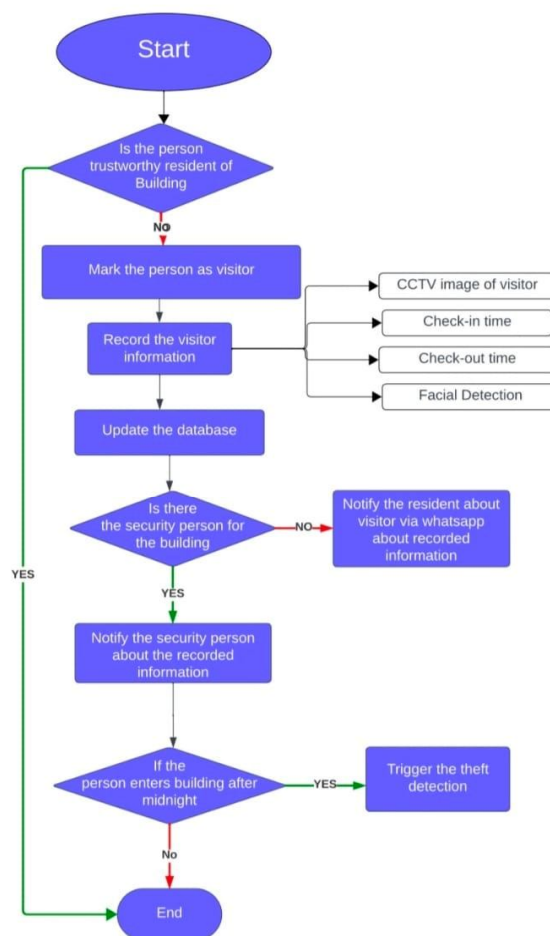 Start
Is the person
trustworthy resident of
Building
NO
Mark the person as visitor
CCTV image of visitor
Check-in time
Record the visitor
information
Check-out time
Facial Detection
Update the database
Is there
the security person for
the building
NO
Notify the resident about
visitor via whatsapp
about recorded
information
YES
YES
Notify the security person
about the recorded
information
If the
person enters building after
midnight
YES
Trigger the theft
detection
No
End